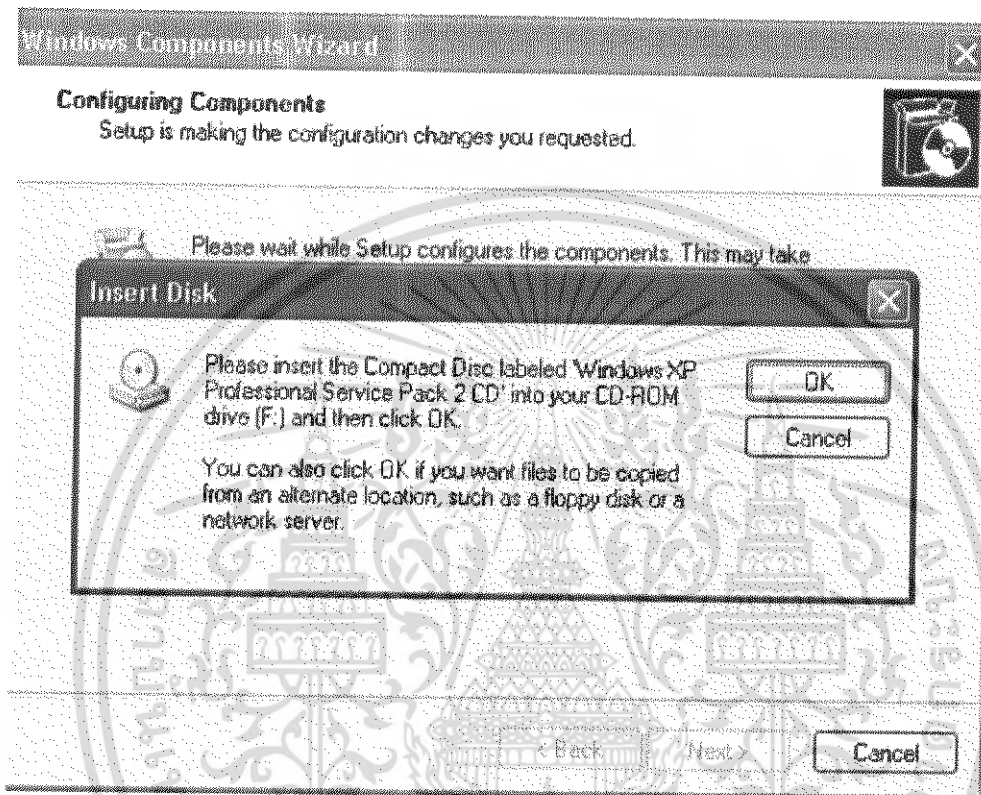 Windows Components Wizard
Configuring Components
Setup is making the configuration changes you requested.
Please wait while Setup configures the components. This may take
Insert Disk
Please insert the Compact Disc labeled 'Windows XP
Professional Service Pack 2 CD' into your CD-ROM
drive (F:) and then click OK.
You can also click OK if you want files to be copied
from an alternate location, such as a floppy disk or a
network server.
OK
Cancel
< Back
Next >
Cancel